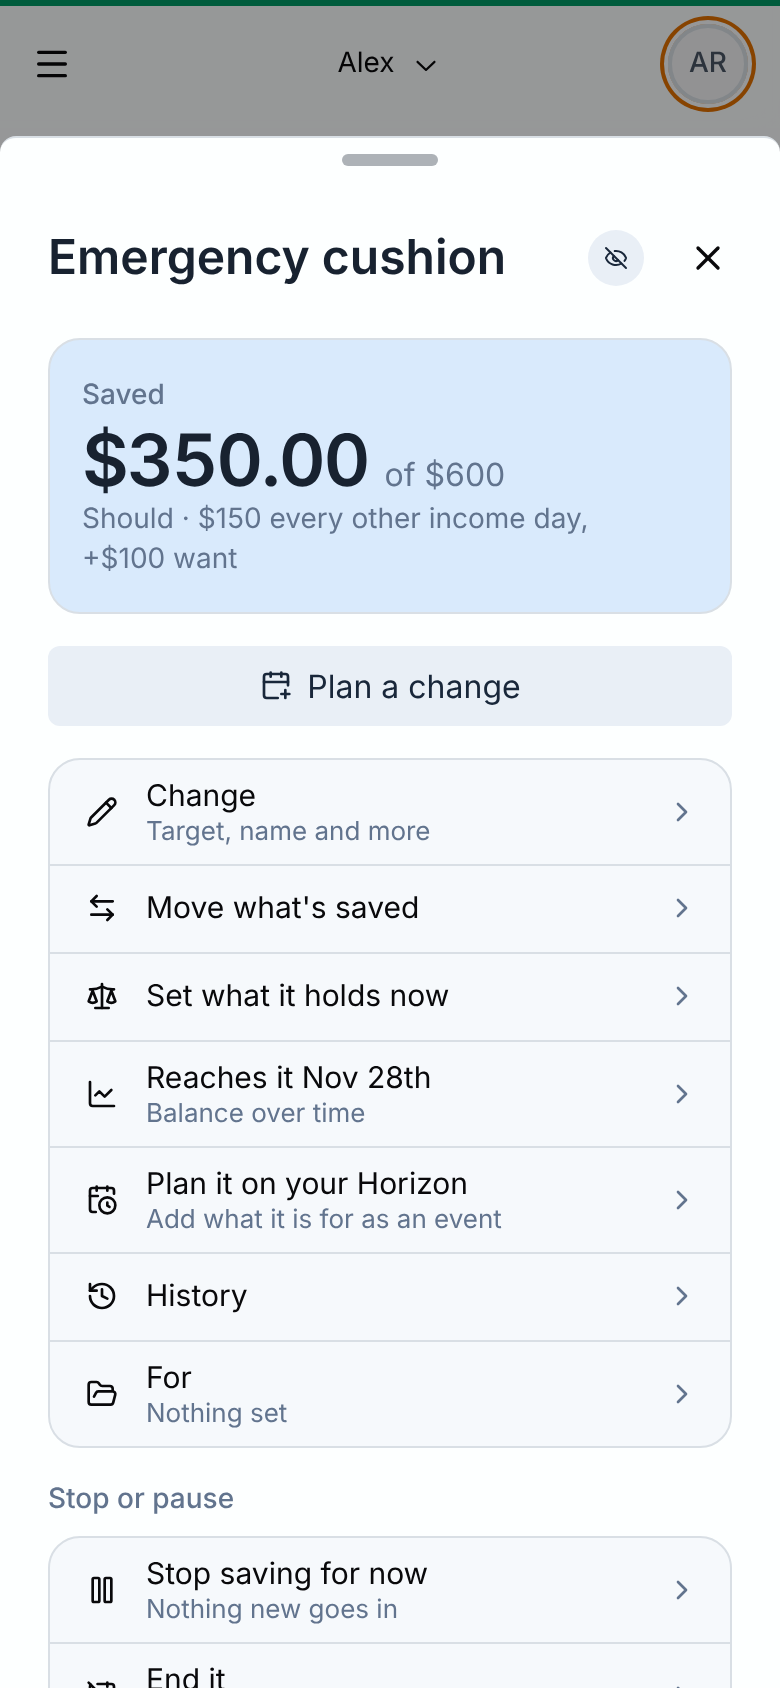 Alex
AR
Emergency cushion
Saved
$350.00 of $600
Should · $150 every other income day,
+$100 want
Plan a change
Change
Target, name and more
Move what's saved
Set what it holds now
Reaches it Nov 28th
Balance over time
Plan it on your Horizon
Add what it is for as an event
History
For
Nothing set
Stop or pause
Stop saving for now
Nothing new goes in
End it